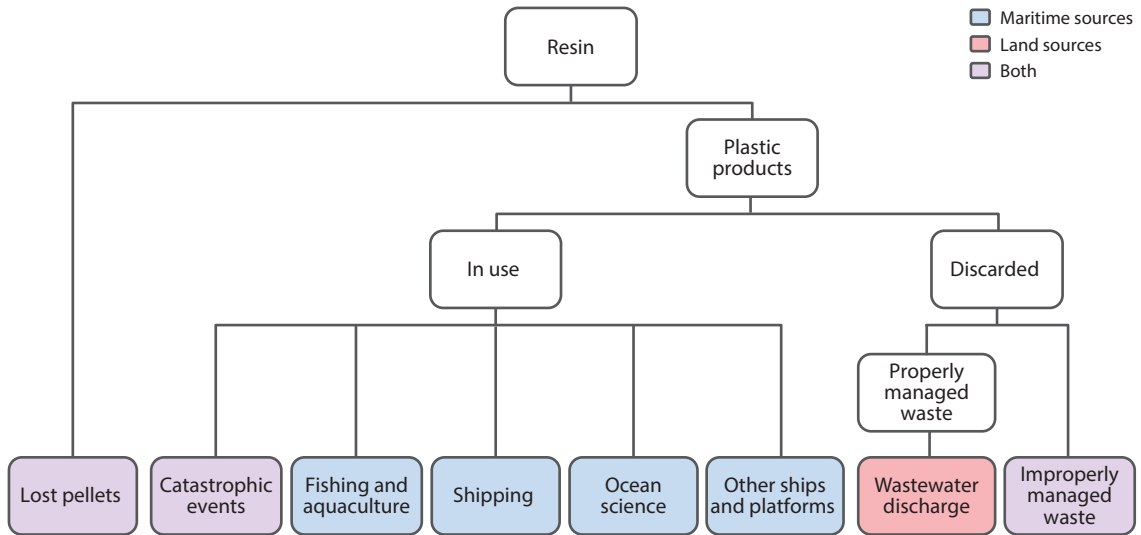 Maritime sources
Land sources
Both
Resin
Plastic
products
In use
Discarded
Properly
managed
waste
Lost pellets
Catastrophic
events
Fishing and
aquaculture
Shipping
Ocean
science
Other ships
and platforms
Wastewater
discharge
Improperly
managed
waste